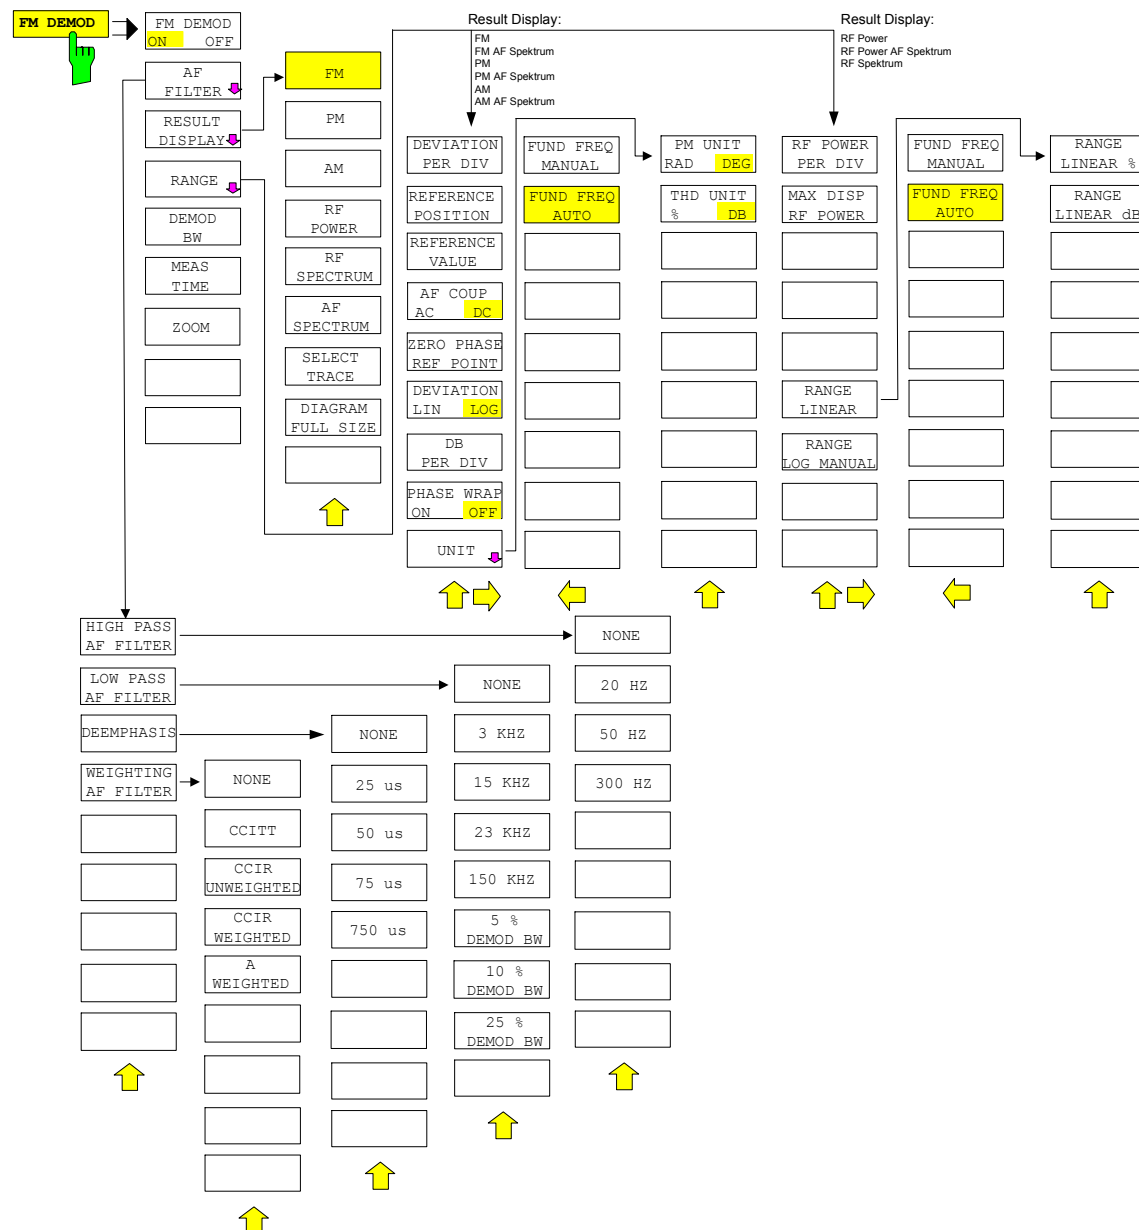 FM DEMOD
FM DEMOD
ON OFF
AF
FILTER
RESULT
DISPLAY
RANGE
DEMOD
BW
MEAS
TIME
ZOOM
FM
PM
AM
RF
POWER
RF
SPECTRUM
AF
SPECTRUM
SELECT
TRACE
DIAGRAM
FULL SIZE
Result Display:
FM
FM AF Spektrum
PM
PM AF Spektrum
AM
AM AF Spektrum
DEVIATION
PER DIV
REFERENCE
POSITION
REFERENCE
VALUE
AF COUP
AC DC
ZERO PHASE
REF POINT
DEVIATION
LIN LOG
DB
PER DIV
PHASE WRAP
ON OFF
UNIT
FUND FREQ
MANUAL
FUND FREQ
AUTO
PM UNIT
RAD DEG
THD UNIT
% DB
Result Display:
RF Power
RF Power AF Spektrum
RF Spektrum
RF POWER
PER DIV
MAX DISP
RF POWER
RANGE
LINEAR
RANGE
LOG MANUAL
FUND FREQ
MANUAL
FUND FREQ
AUTO
RANGE
LINEAR %
RANGE
LINEAR dB
HIGH PASS
AF FILTER
LOW PASS
AF FILTER
DEEMPHASIS
WEIGHTING
AF FILTER
NONE
CCITT
CCIR
UNWEIGHTED
CCIR
WEIGHTED
A
WEIGHTED
NONE
25 us
50 us
75 us
750 us
NONE
3 KHZ
15 KHZ
23 KHZ
150 KHZ
5 %
DEMOD BW
10 %
DEMOD BW
25 %
DEMOD BW
NONE
20 HZ
50 HZ
300 HZ